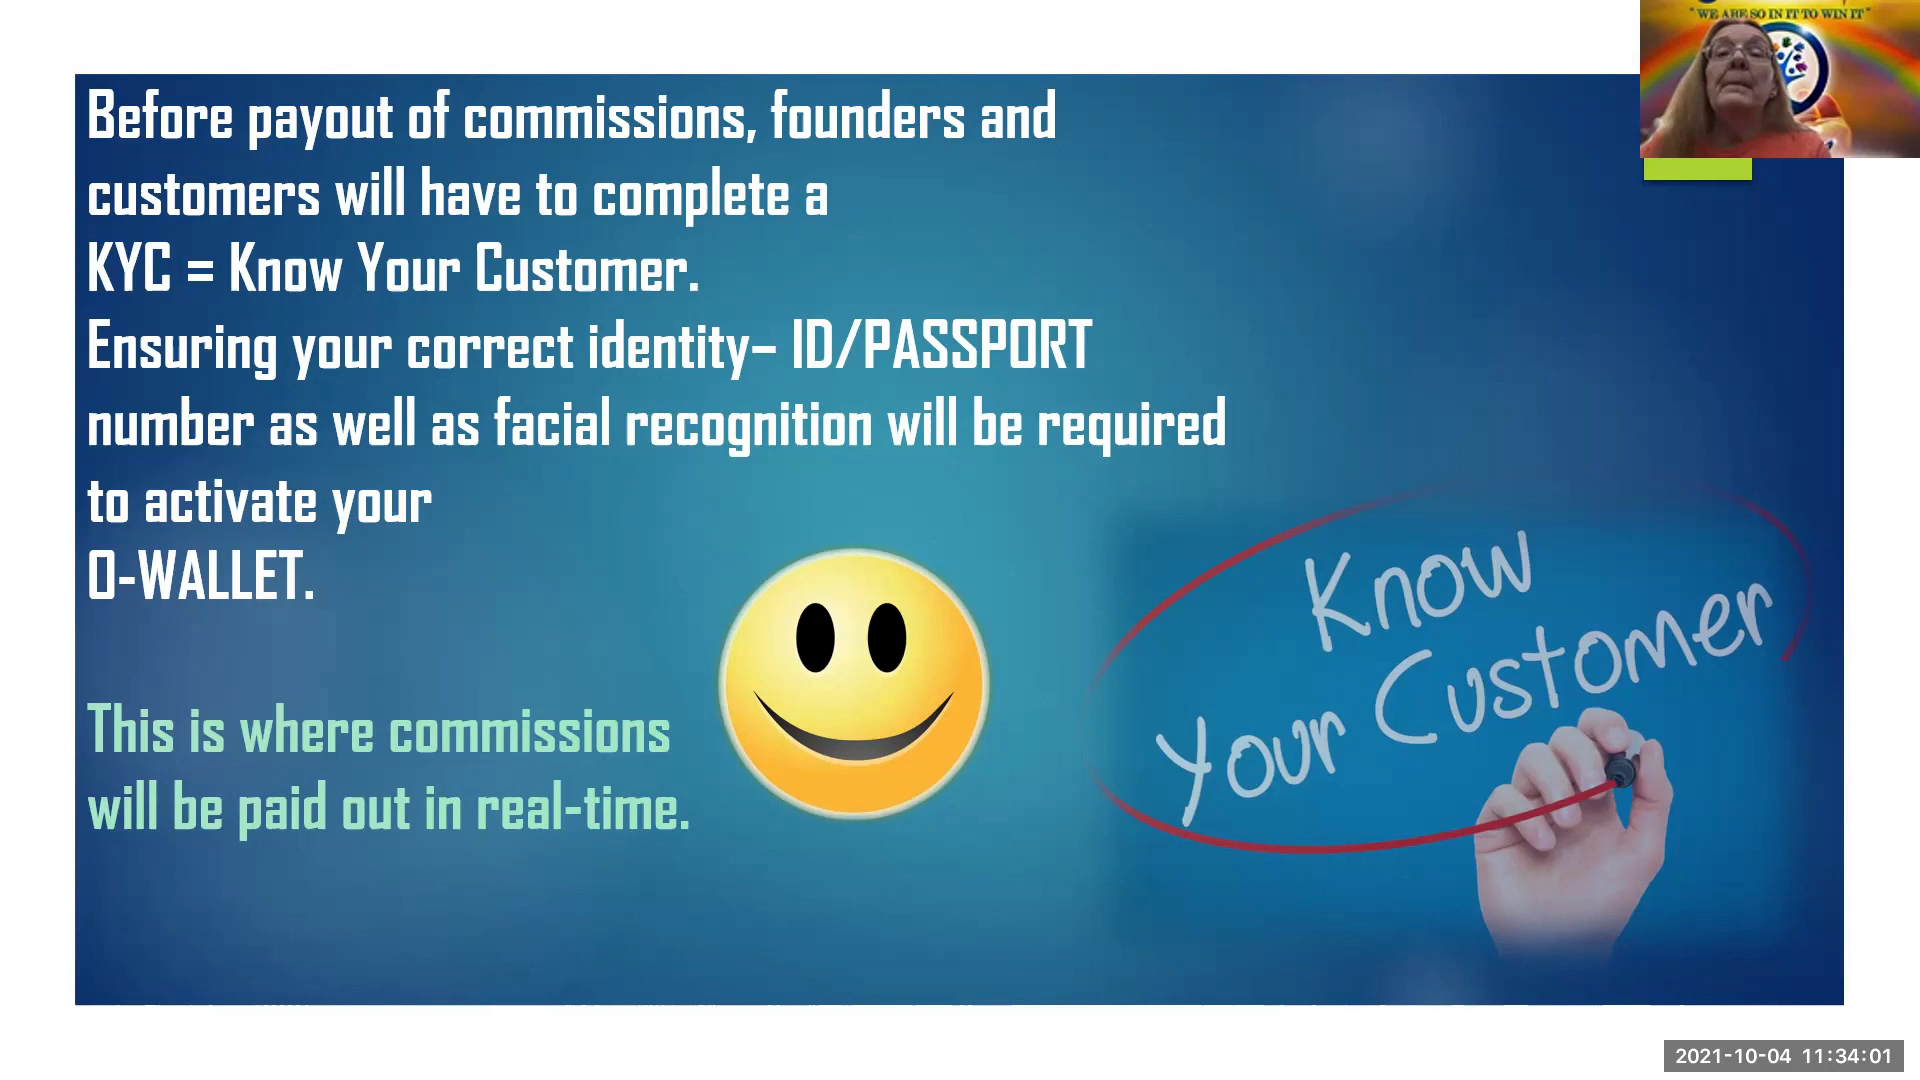 "WE ARE SO IN IT TO WIN IT"
Before payout of commissions, founders and
customers will have to complete a
KYC = Know Your Customer.
Ensuring your correct identity– ID/PASSPORT
number as well as facial recognition will be required
to activate your
O-WALLET.
This is where commissions
will be paid out in real-time.
Know
Your Customer
2021-10-04 11:34:01